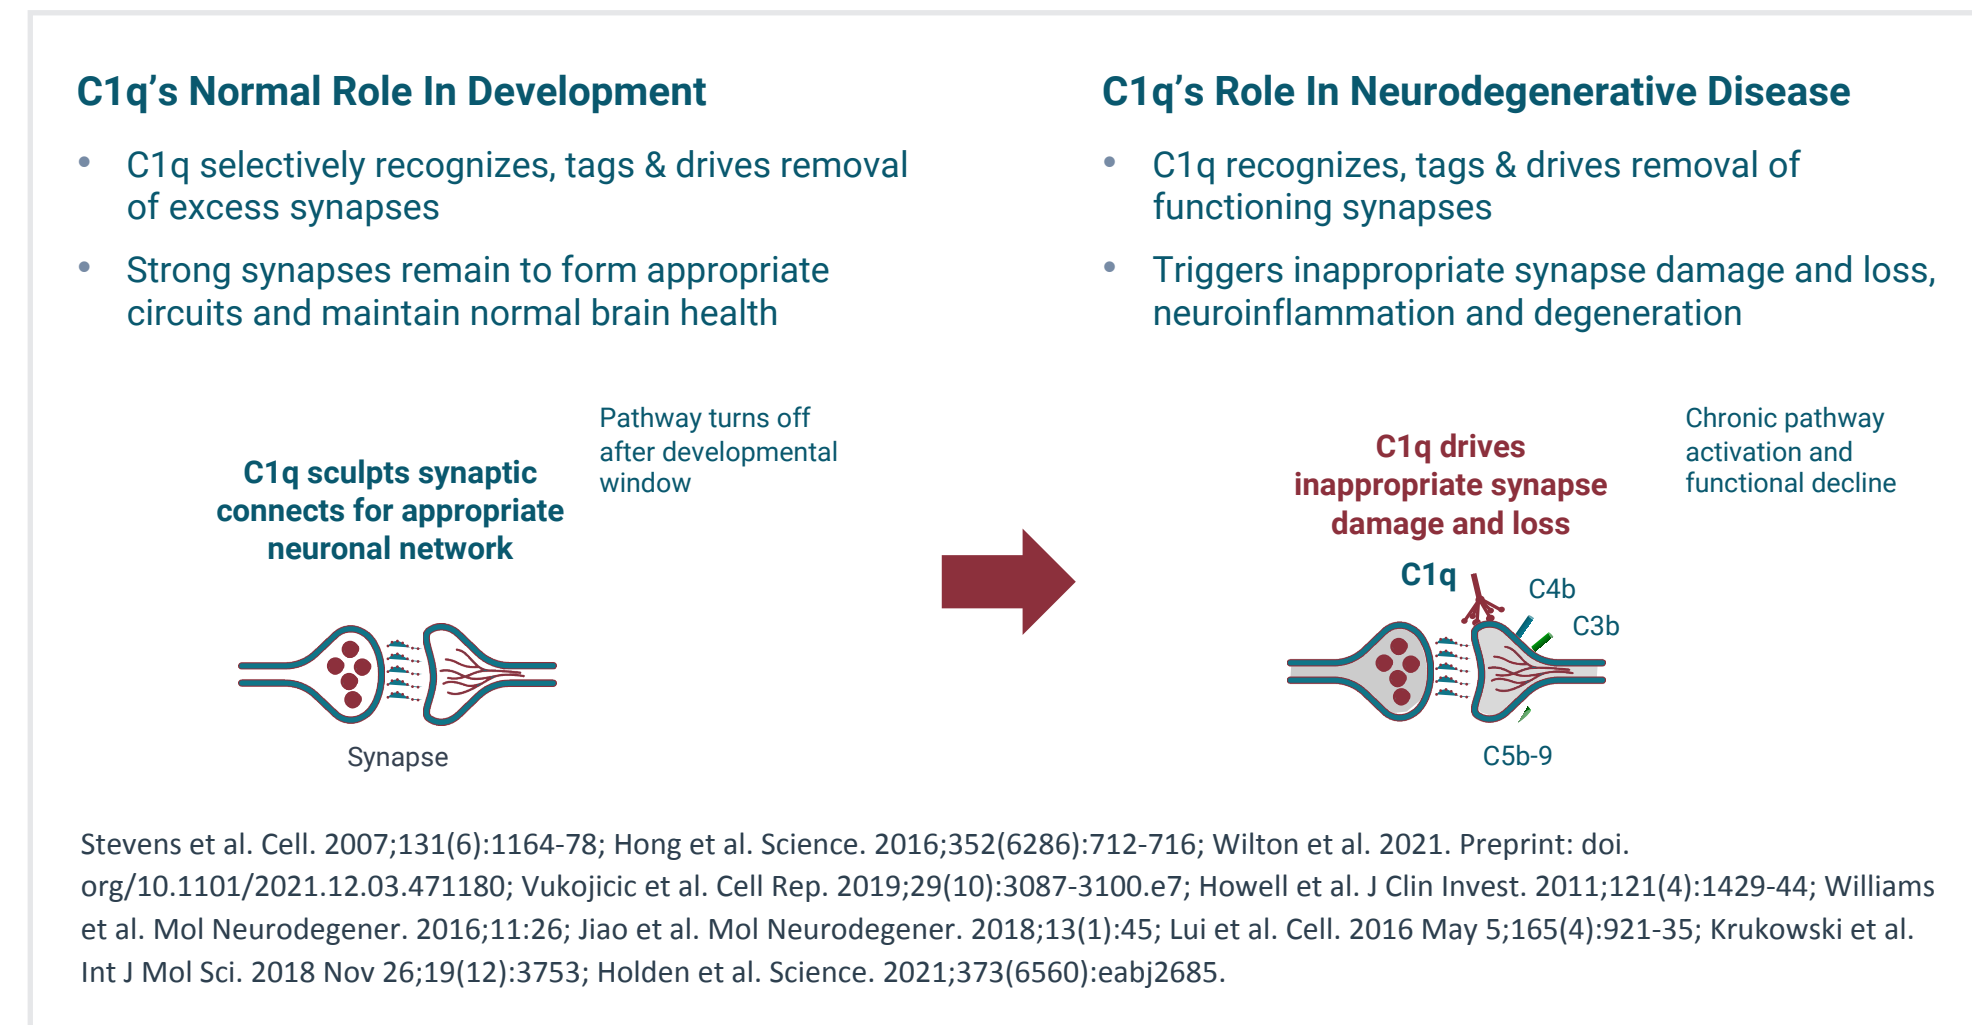 C1q’s Normal Role In Development
• C1q selectively recognizes, tags & drives removal
of excess synapses
• Strong synapses remain to form appropriate
circuits and maintain normal brain health
C1q sculpts synaptic
connects for appropriate
neuronal network
Pathway turns off
after developmental
window
Synapse
C1q’s Role In Neurodegenerative Disease
• C1q recognizes, tags & drives removal of
functioning synapses
• Triggers inappropriate synapse damage and loss,
neuroinflammation and degeneration
C1q drives
inappropriate synapse
damage and loss
Chronic pathway
activation and
functional decline
C1q
C4b
C3b
C5b-9
Stevens et al. Cell. 2007;131(6):1164-78; Hong et al. Science. 2016;352(6286):712-716; Wilton et al. 2021. Preprint: doi.
org/10.1101/2021.12.03.471180; Vukojicic et al. Cell Rep. 2019;29(10):3087-3100.e7; Howell et al. J Clin Invest. 2011;121(4):1429-44; Williams
et al. Mol Neurodegener. 2016;11:26; Jiao et al. Mol Neurodegener. 2018;13(1):45; Lui et al. Cell. 2016 May 5;165(4):921-35; Krukowski et al.
Int J Mol Sci. 2018 Nov 26;19(12):3753; Holden et al. Science. 2021;373(6560):eabj2685.